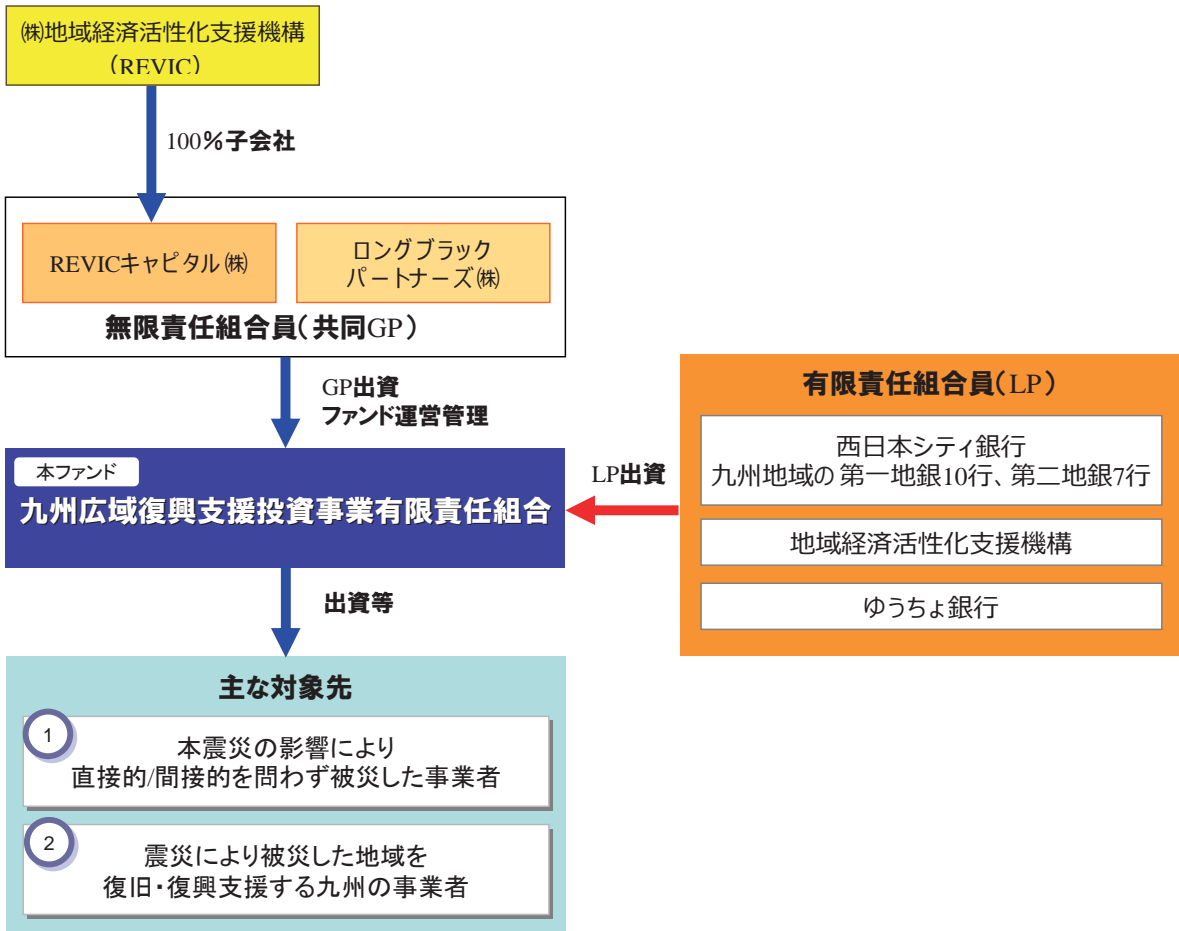 ㈱地域経済活性化支援機構
（REVIC）
100％子会社
REVICキャピタル㈱
ロングブラック
パートナーズ㈱
無限責任組合員（共同GP）
GP出資
ファンド運営管理
本ファンド
九州広域復興支援投資事業有限責任組合
LP出資
有限責任組合員（LP）
西日本シティ銀行
九州地域の第一地銀10行、第二地銀7行
地域経済活性化支援機構
ゆうちょ銀行
出資等
主な対象先
1
本震災の影響により
直接的/間接的を問わず被災した事業者
2
震災により被災した地域を
復旧・復興支援する九州の事業者